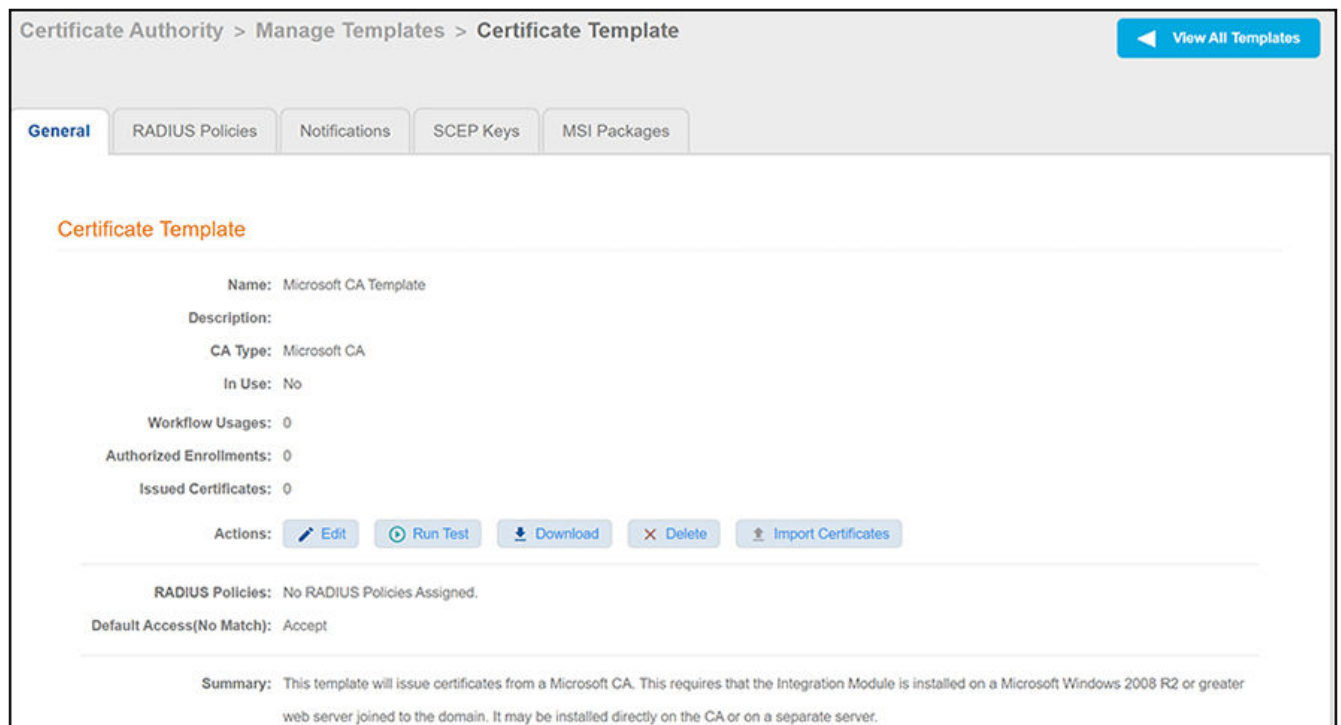 Certificate Authority > Manage Templates > Certificate Template
View All Templates
General RADIUS Policies Notifications SCEP Keys MSI Packages
Certificate Template
Name: Microsoft CA Template
Description:
CA Type: Microsoft CA
In Use: No
Workflow Usages: 0
Authorized Enrollments: 0
Issued Certificates: 0
Actions: Edit Run Test Download Delete Import Certificates
RADIUS Policies: No RADIUS Policies Assigned.
Default Access(No Match): Accept
Summary: This template will issue certificates from a Microsoft CA. This requires that the Integration Module is installed on a Microsoft Windows 2008 R2 or greater
web server joined to the domain. It may be installed directly on the CA or on a separate server.